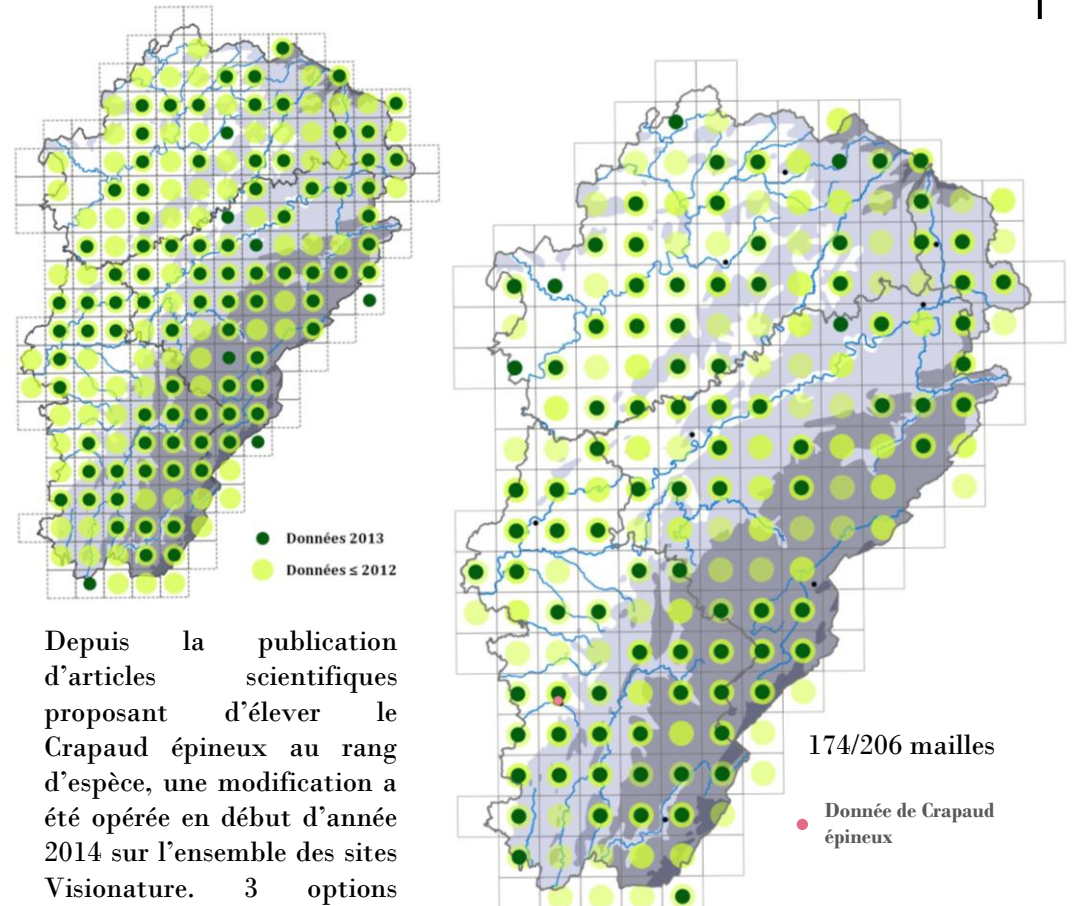 Données 2013
Données ≤ 2012
Depuis la publication
d'articles scientifiques
proposant d'élever le
Crapaud épineux au rang
d'espèce, une modification a
été opérée en début d'année
2014 sur l'ensemble des sites
Visionature. 3 options
174/206 mailles
Donnée de Crapaud
épineux